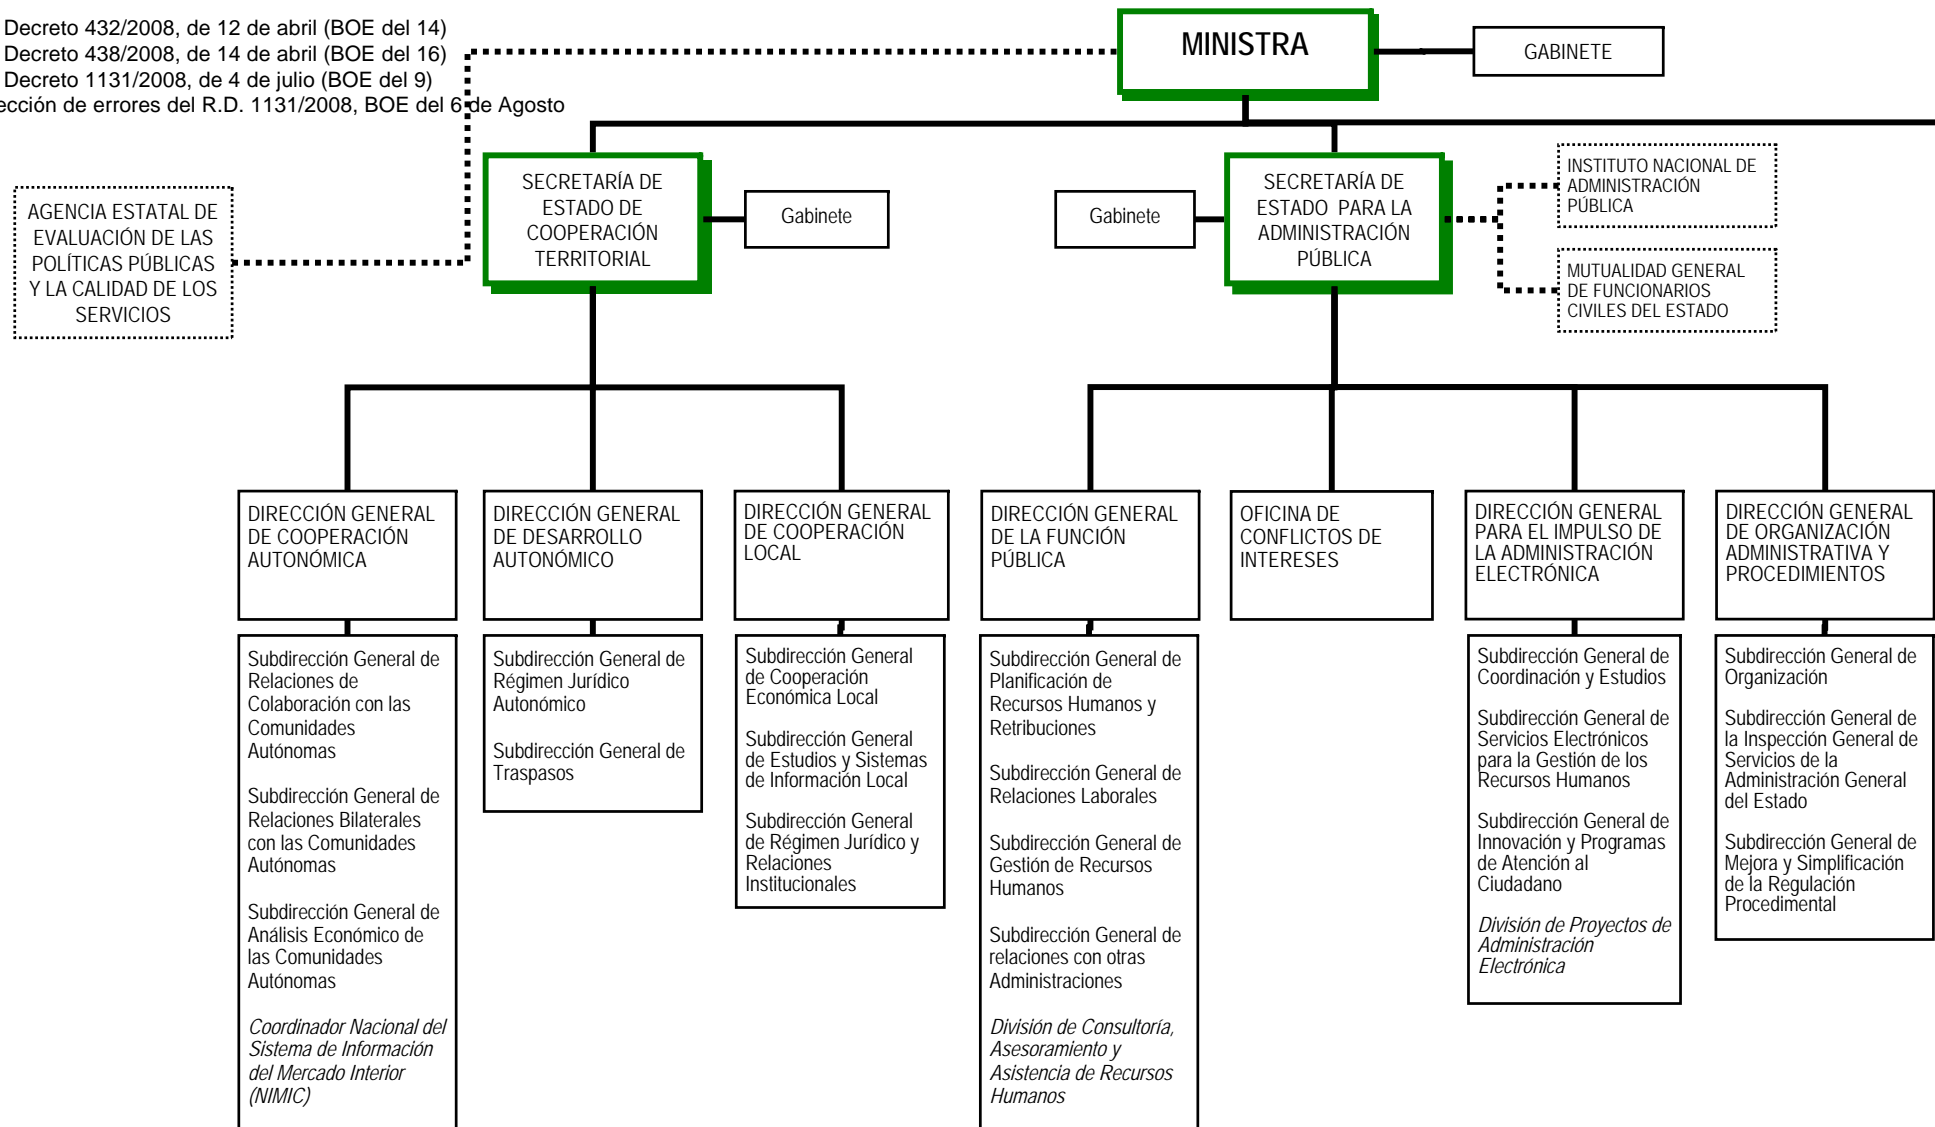 Decreto 432/2008, de 12 de abril (BOE del 14)
Decreto 438/2008, de 14 de abril (BOE del 16)
Decreto 1131/2008, de 4 de julio (BOE del 9)
ección de errores del R.D. 1131/2008, BOE del 6 de Agosto
MINISTRA
GABINETE
AGENCIA ESTATAL DE
EVALUACIÓN DE LAS
POLÍTICAS PÚBLICAS
Y LA CALIDAD DE LOS
SERVICIOS
SECRETARÍA DE
ESTADO DE
COOPERACIÓN
TERRITORIAL
Gabinete
Gabinete
SECRETARÍA DE
ESTADO PARA LA
ADMINISTRACIÓN
PÚBLICA
INSTITUTO NACIONAL DE
ADMINISTRACIÓN
PÚBLICA
MUTUALIDAD GENERAL
DE FUNCIONARIOS
CIVILES DEL ESTADO
DIRECCIÓN GENERAL
DE COOPERACIÓN
AUTONÓMICA
DIRECCIÓN GENERAL
DE DESARROLLO
AUTONÓMICO
DIRECCIÓN GENERAL
DE COOPERACIÓN
LOCAL
DIRECCIÓN GENERAL
DE LA FUNCIÓN
PÚBLICA
OFICINA DE
CONFLICTOS DE
INTERESES
DIRECCIÓN GENERAL
PARA EL IMPULSO DE
LA ADMINISTRACIÓN
ELECTRÓNICA
DIRECCIÓN GENERAL
DE ORGANIZACIÓN
ADMINISTRATIVA Y
PROCEDIMIENTOS
Subdirección General de
Relaciones de
Colaboración con las
Comunidades
Autónomas
Subdirección General de
Relaciones Bilaterales
con las Comunidades
Autónomas
Subdirección General de
Análisis Económico de
las Comunidades
Autónomas
Coordinador Nacional del
Sistema de Información
del Mercado Interior
(NIMIC)
Subdirección General de
Régimen Jurídico
Autonómico
Subdirección General de
Traspasos
Subdirección General
de Cooperación
Económica Local
Subdirección General
de Estudios y Sistemas
de Información Local
Subdirección General
de Régimen Jurídico y
Relaciones
Institucionales
Subdirección General de
Planificación de
Recursos Humanos y
Retribuciones
Subdirección General de
Relaciones Laborales
Subdirección General de
Gestión de Recursos
Humanos
Subdirección General de
relaciones con otras
Administraciones
División de Consultoría,
Asesoramiento y
Asistencia de Recursos
Humanos
Subdirección General de
Coordinación y Estudios
Subdirección General de
Servicios Electrónicos
para la Gestión de los
Recursos Humanos
Subdirección General de
Innovación y Programas
de Atención al
Ciudadano
División de Proyectos de
Administración
Electrónica
Subdirección General de
Organización
Subdirección General de
la Inspección General de
Servicios de la
Administración General
del Estado
Subdirección General de
Mejora y Simplificación
de la Regulación
Procedimental